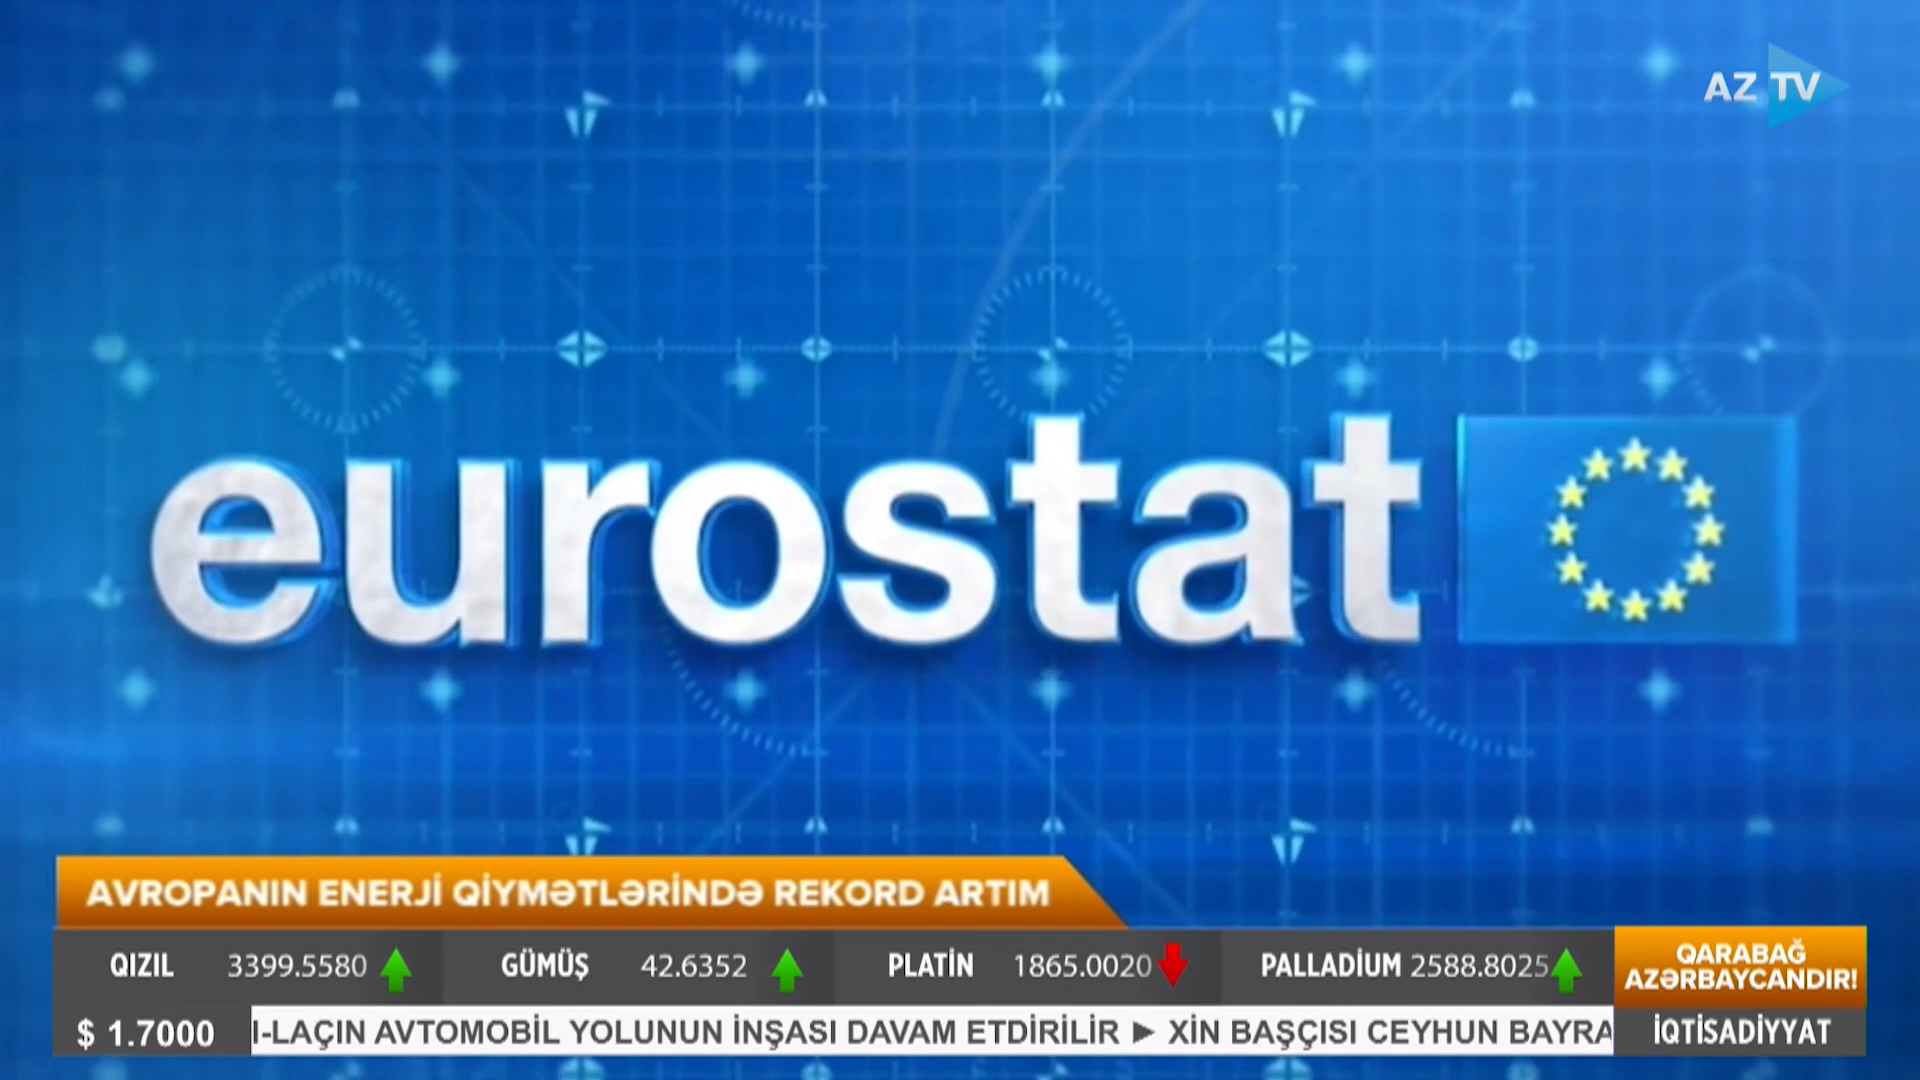 AZ TV
eurostat
AVROPANIN ENERJİ QİYMƏTLƏRİNDƏ REKORD ARTIM
QIZIL 3399.5580 GÜMÜŞ 42.6352 PLATİN 1865.0020 PALLADİUM 2588.8025
QARABAĞ
AZƏRBAYCANDIR!
$ 1.7000 I-LAÇIN AVTOMOBİL YOLUNUN İNŞASI DAVAM ETDİRİLİR ► XİN BAŞÇISI CEYHUN BAYRA
İQTİSADİYYAT